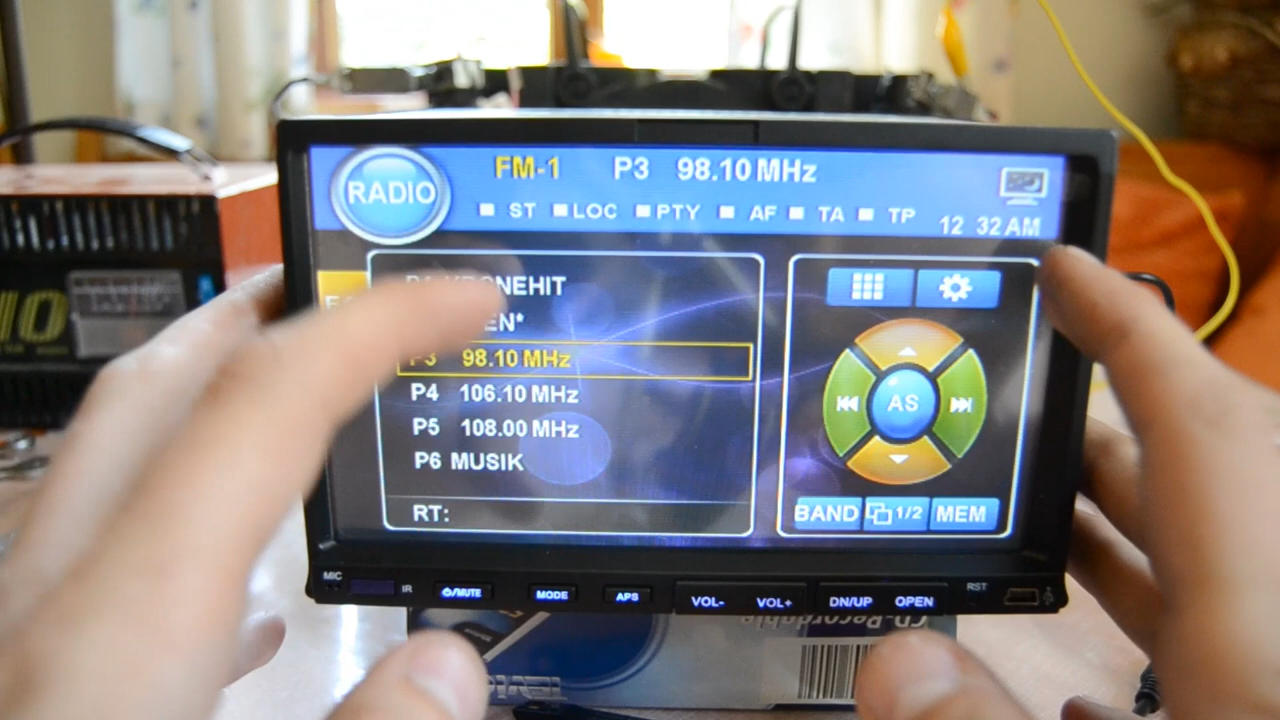 RADIO
FM-1 P3 98.10 MHz
ST LOC PTY AF TA TP
12 32 AM
EN*
P3 98.10 MHz
P4 106.10 MHz
P5 108.00 MHz
P6 MUSIK
RT:
AS
BAND 1/2 MEM
MIC IR /MUTE MODE APS VOL- VOL+ DN/UP OPEN RST
CD-Recordable